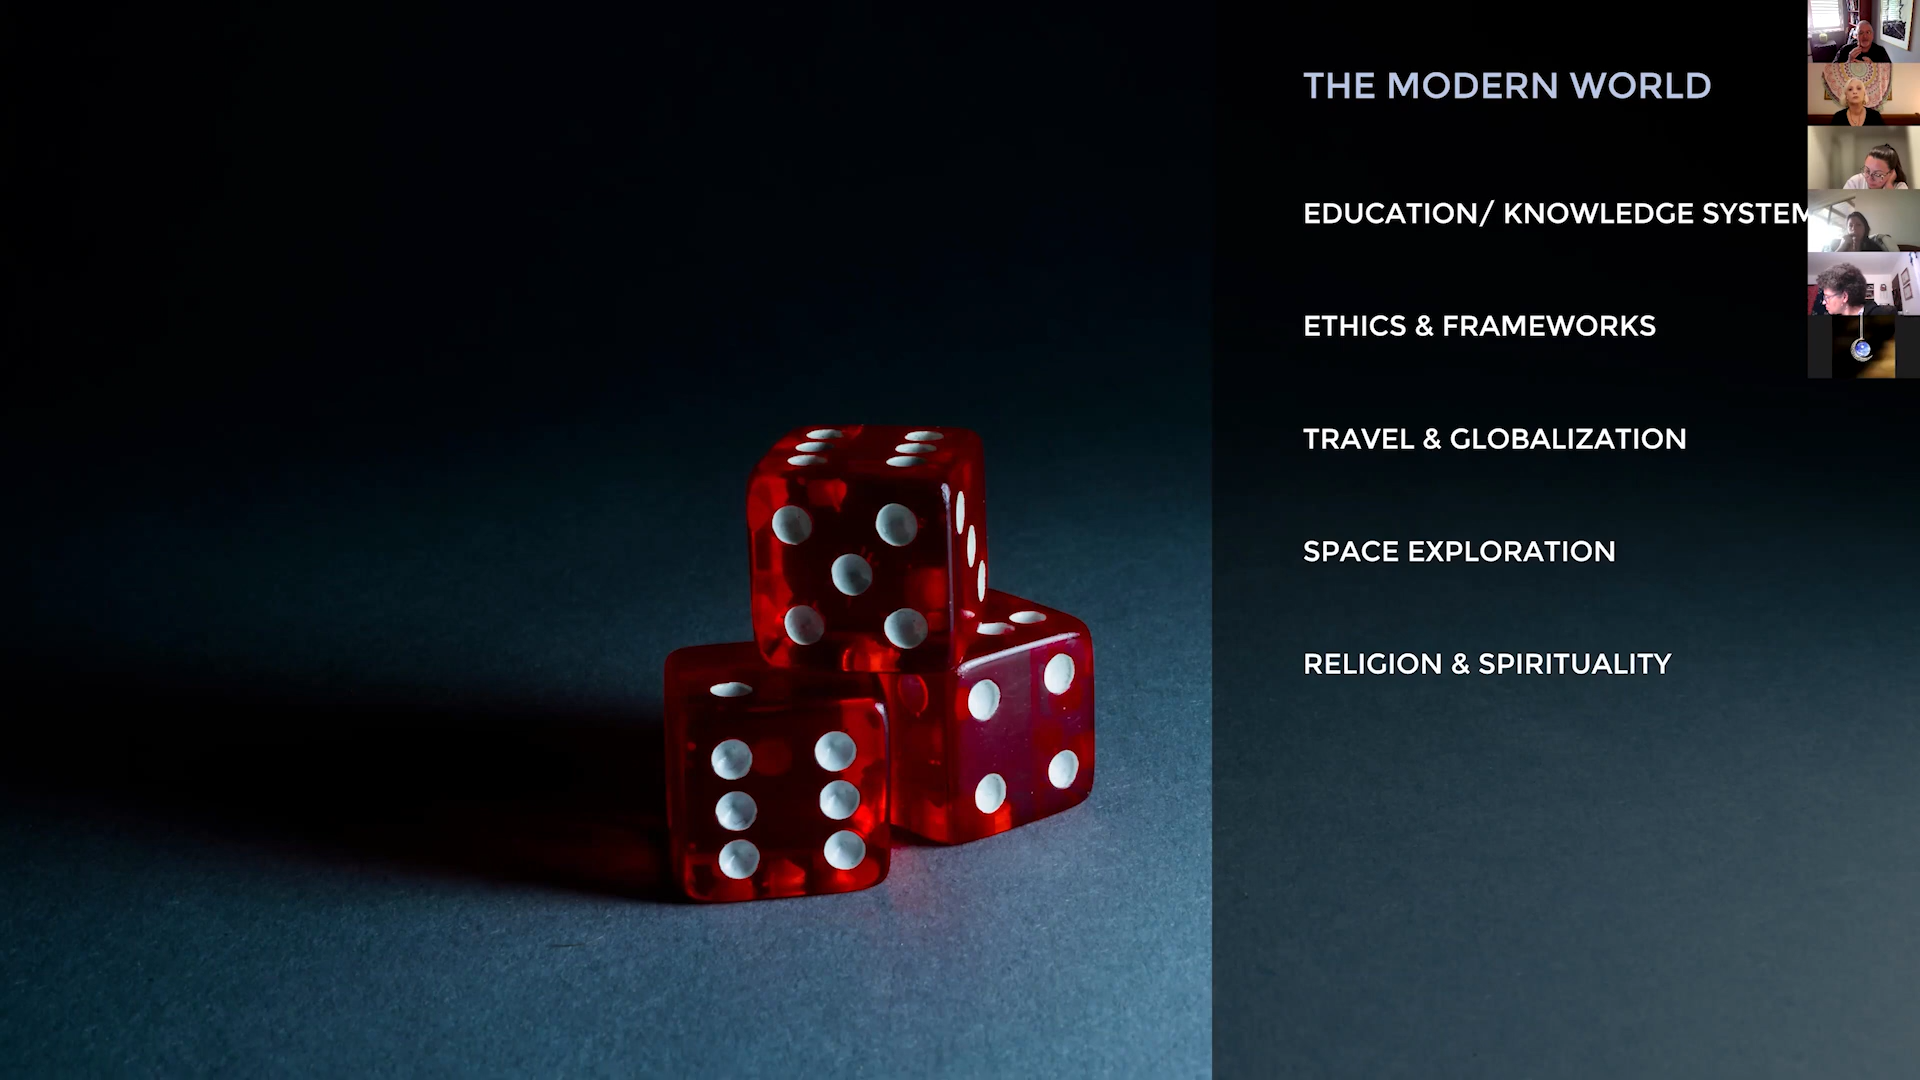 THE MODERN WORLD
EDUCATION/ KNOWLEDGE SYSTEM
ETHICS & FRAMEWORKS
TRAVEL & GLOBALIZATION
SPACE EXPLORATION
RELIGION & SPIRITUALITY